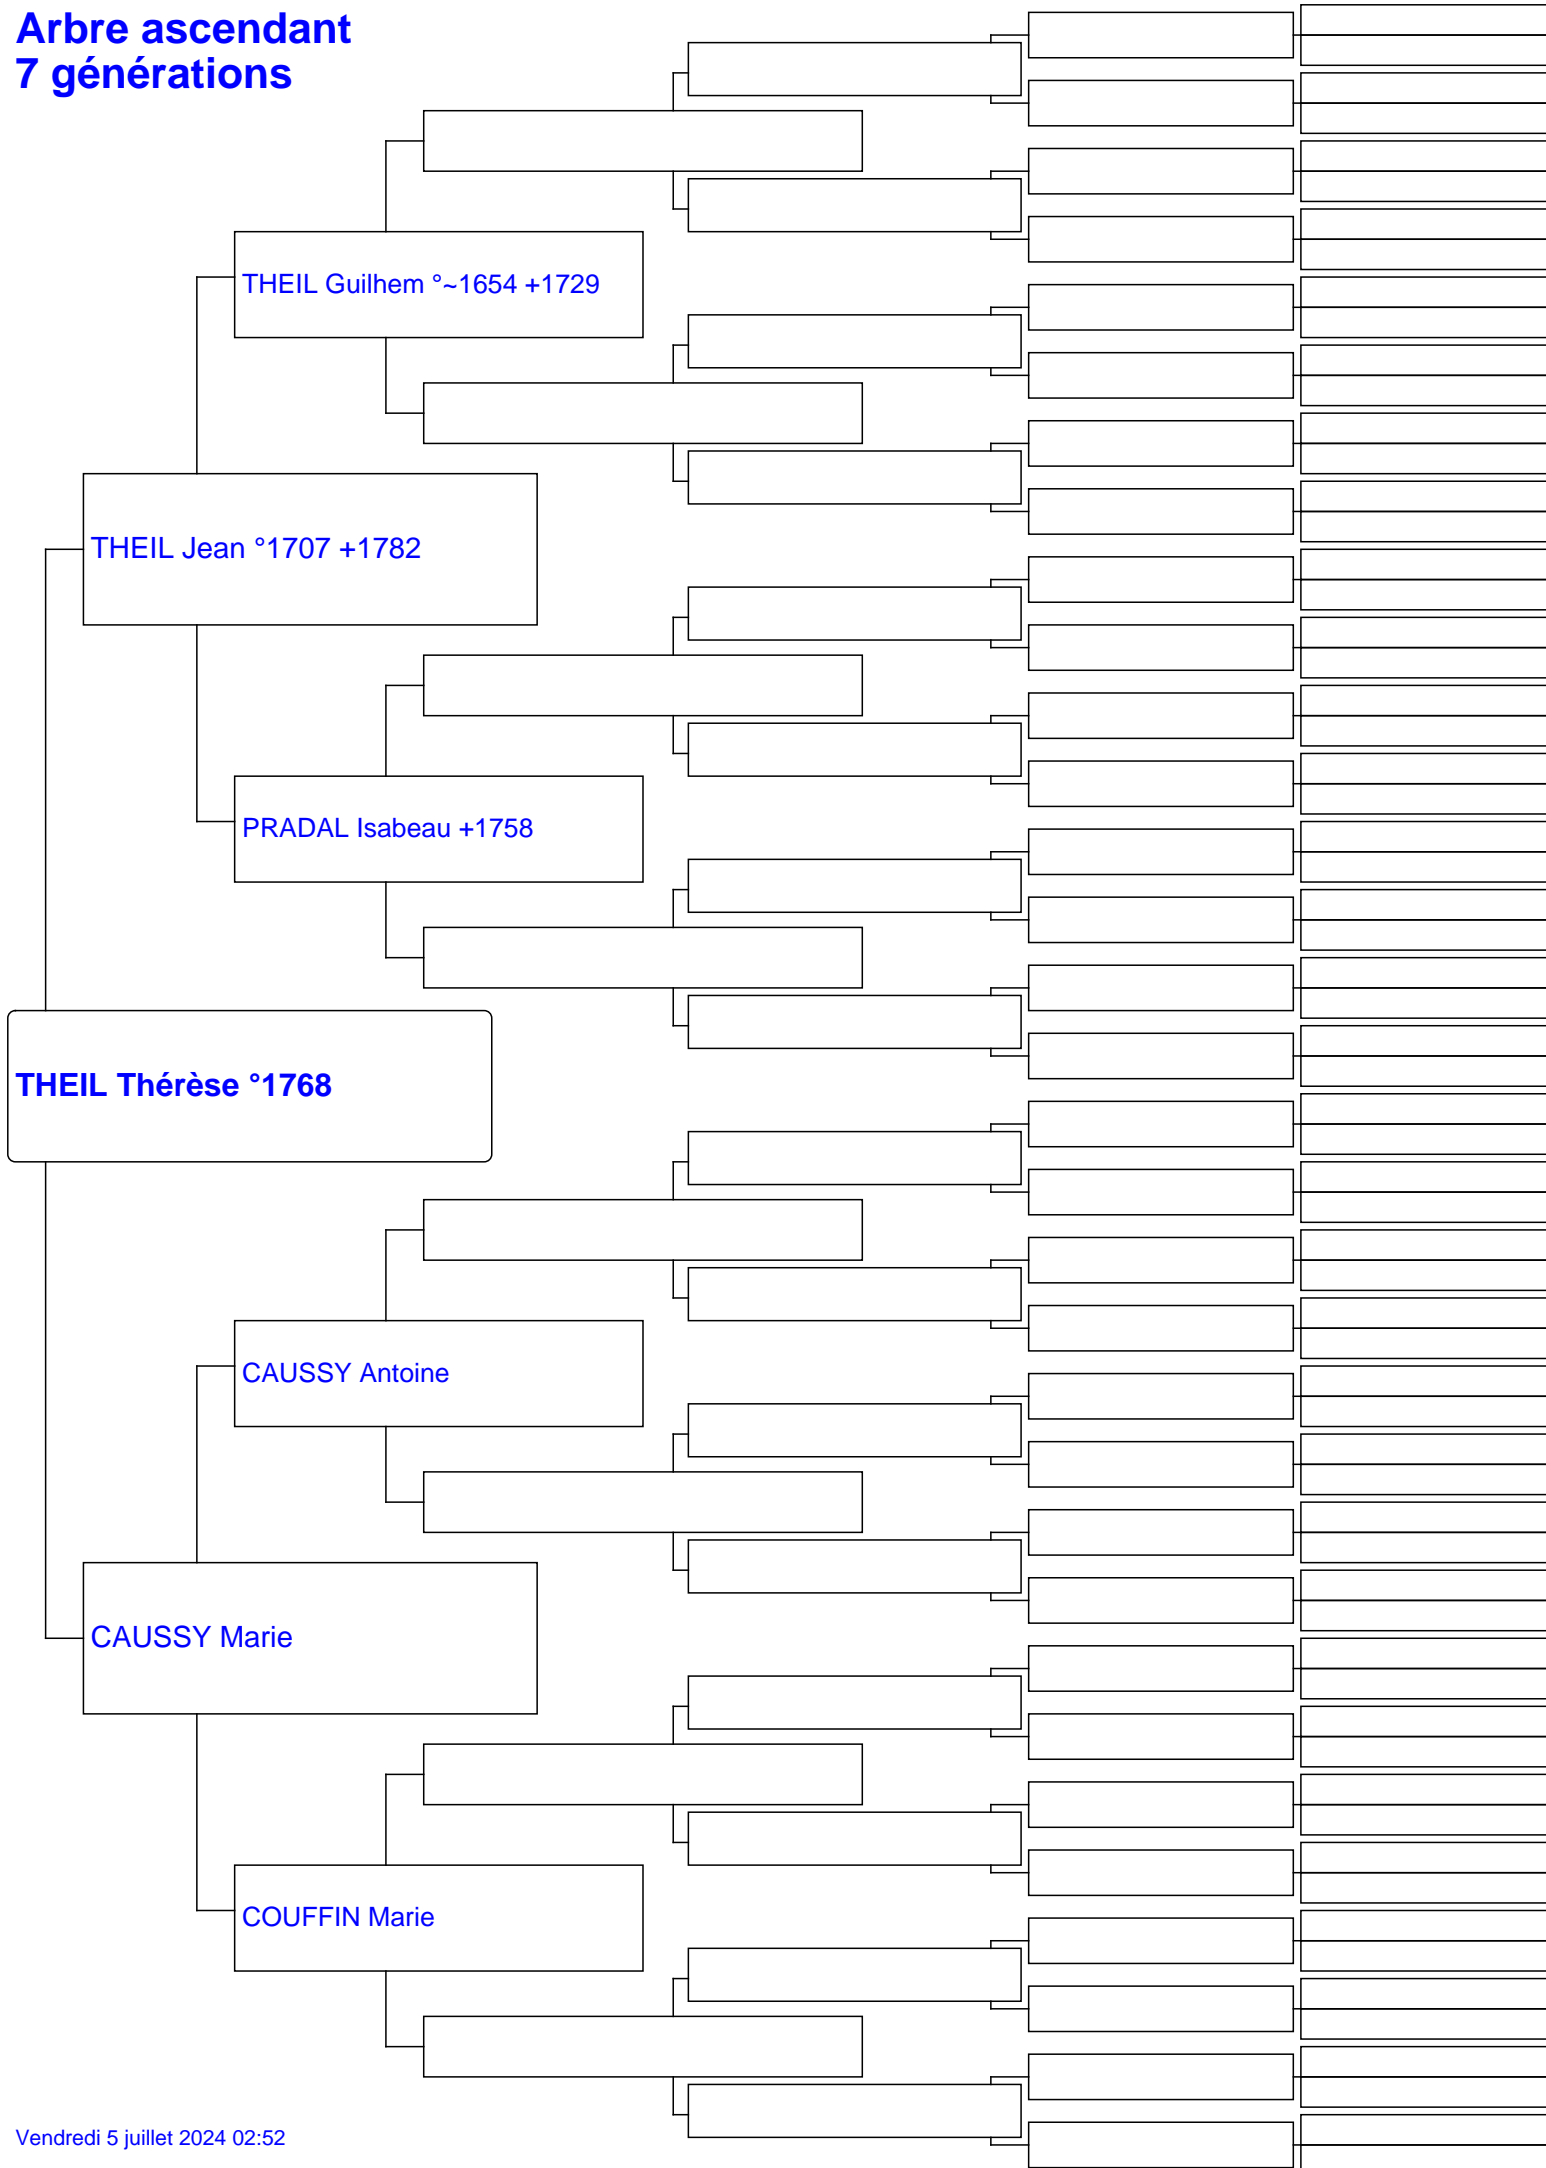 Arbre ascendant
7 générations
THEIL Guilhem °~1654 +1729
THEIL Jean °1707 +1782
PRADAL Isabeau +1758
THEIL Thérèse °1768
CAUSSY Antoine
CAUSSY Marie
COUFFIN Marie
Vendredi 5 juillet 2024 02:52